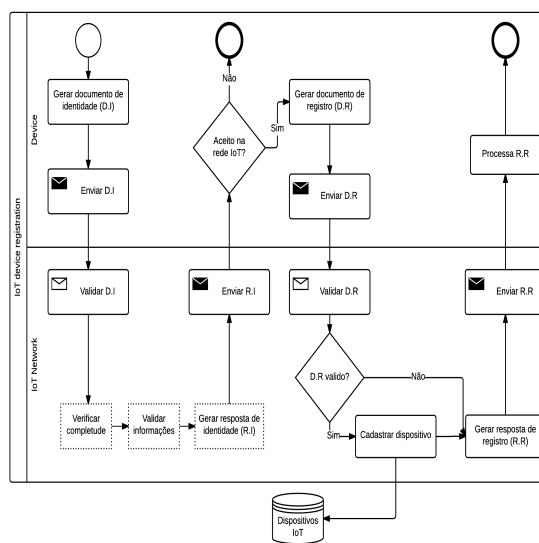 IoT device registration
Device
Gerar documento de
identidade (D.I)
Enviar D.I
Não
Aceito na
rede IoT?
Sim
Gerar documento de
registro (D.R)
Enviar D.R
Processa R.R
IoT Network
Validar D.I
Enviar R.I
Validar D.R
Enviar R.R
D.R valido?
Não
Sim
Verificar
completude
Validar
informações
Gerar resposta de
identidade (R.I)
Cadastrar dispositivo
Gerar resposta de
registro (R.R)
Dispositivos
IoT